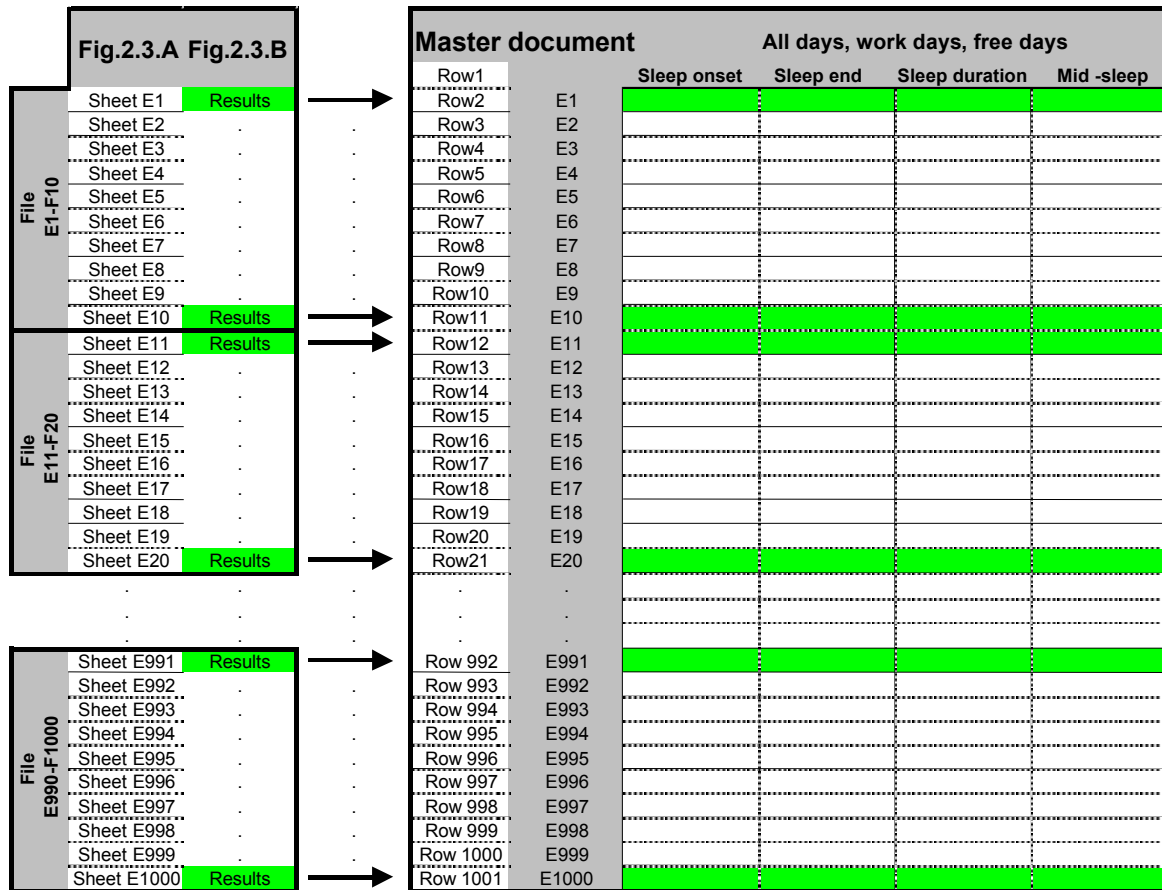 Fig.2.3.A Fig.2.3.B Master document All days, work days, free days
Row1 Sleep onset Sleep end Sleep duration Mid -sleep
File E1-F10
Sheet E1 Results Row2 E1
Sheet E2 . . Row3 E2
Sheet E3 . . Row4 E3
Sheet E4 . . Row5 E4
Sheet E5 . . Row6 E5
Sheet E6 . . Row7 E6
Sheet E7 . . Row8 E7
Sheet E8 . . Row9 E8
Sheet E9 . . Row10 E9
Sheet E10 Results Row11 E10
File E11-F20
Sheet E11 Results Row12 E11
Sheet E12 . . Row13 E12
Sheet E13 . . Row14 E13
Sheet E14 . . Row15 E14
Sheet E15 . . Row16 E15
Sheet E16 . . Row17 E16
Sheet E17 . . Row18 E17
Sheet E18 . . Row19 E18
Sheet E19 . . Row20 E19
Sheet E20 Results Row21 E20
. . . . .
. . . . .
. . . . .
File E990-F1000
Sheet E991 Results Row 992 E991
Sheet E992 . . Row 993 E992
Sheet E993 . . Row 994 E993
Sheet E994 . . Row 995 E994
Sheet E995 . . Row 996 E995
Sheet E996 . . Row 997 E996
Sheet E997 . . Row 998 E997
Sheet E998 . . Row 999 E998
Sheet E999 . . Row 1000 E999
Sheet E1000 Results Row 1001 E1000